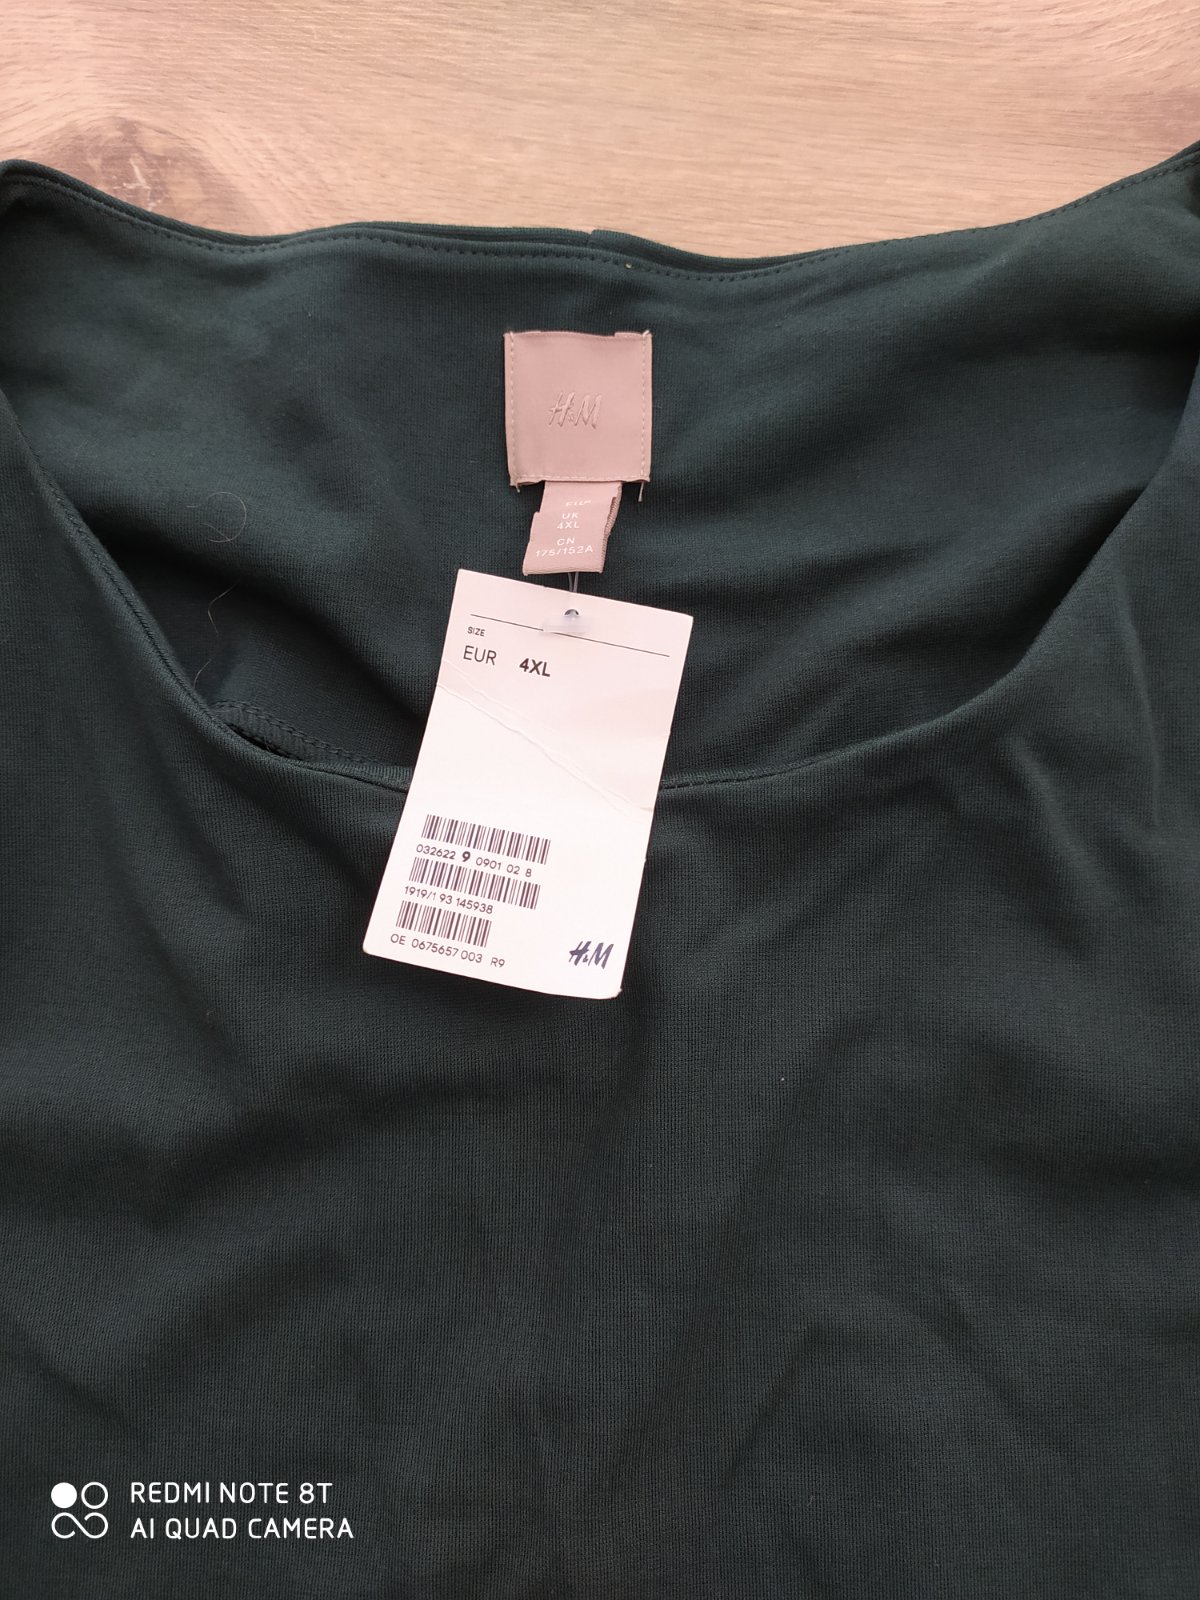 H&M
UK
4XL
CN
175/152A
SIZE
EUR 4XL
032622 9 0901 02 8
1919/1 93 145938
OE 0675657 003 R9
H&M
REDMI NOTE 8T
AI QUAD CAMERA